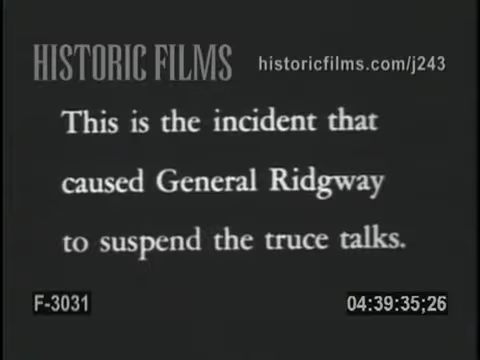 HISTORIC FILMS
historicfilms.com/j243
This is the incident that
caused General Ridgway
to suspend the truce talks.
F-3031
04:39:35;26